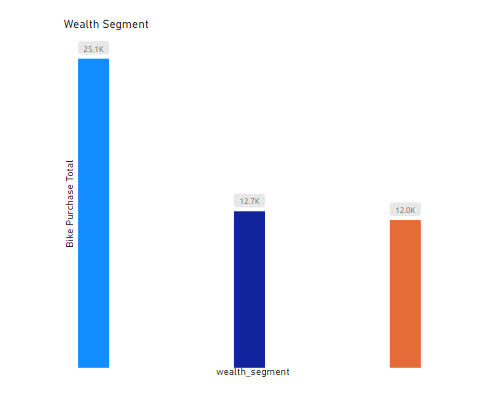 Wealth Segment
25.1K
12.7K
12.0K
Bike Purchase Total
wealth_segment